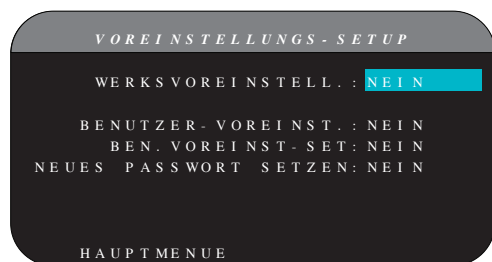 VOREINSTELLUNGS-SETUP
WERKSVOREINSTELL.: NEIN
BENUTZER-VOREINST.: NEIN
BEN. VOREINST-SET: NEIN
NEUES PASSWORT SETZEN: NEIN
HAUPTMENUE